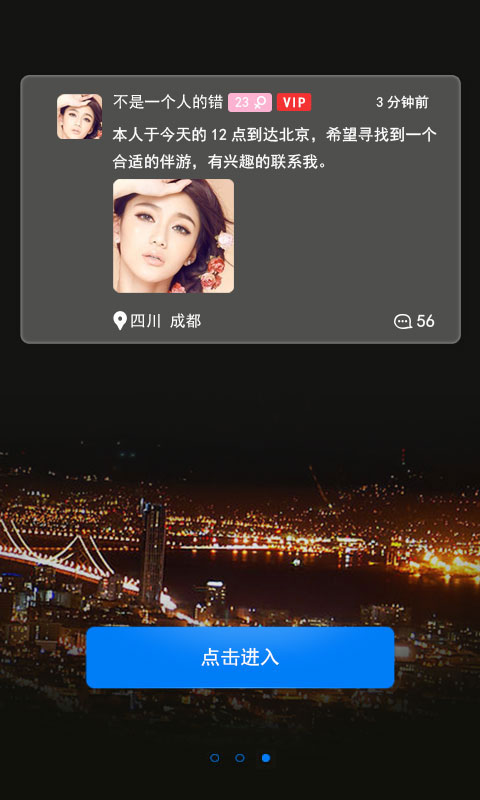 不是一个人的错 23 VIP 3 分钟前
本人于今天的 12 点到达北京，希望寻找到一个
合适的伴游，有兴趣的联系我。
四川 成都 56
点击进入